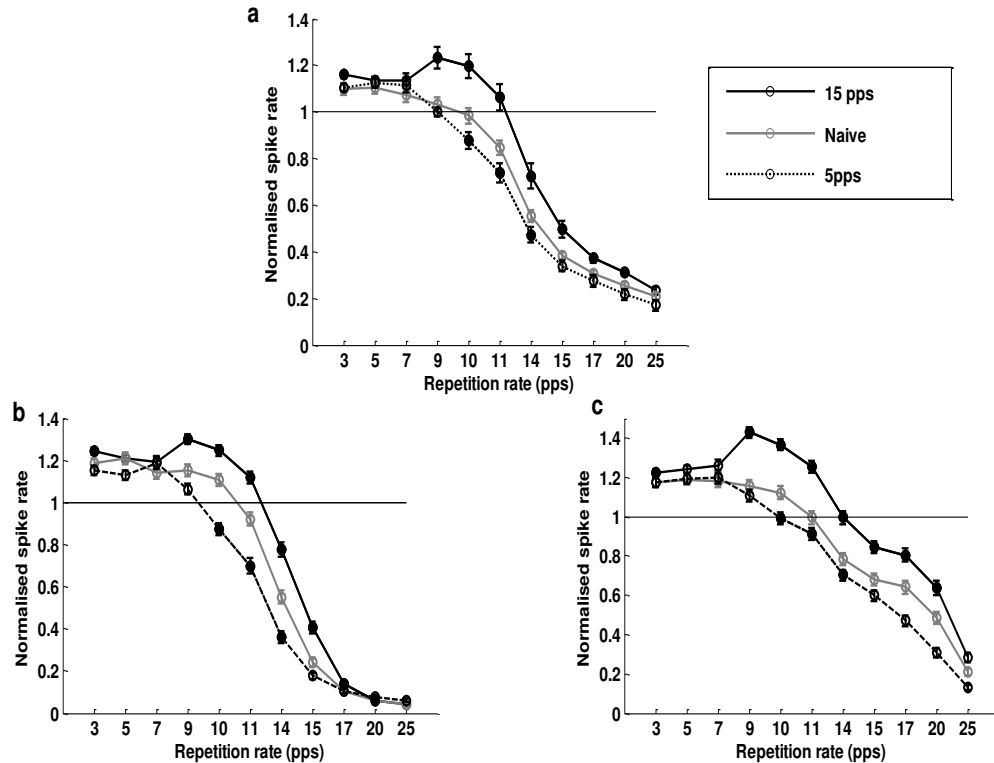 a
1.4
1.2
1
0.8
0.6
0.4
0.2
0
Normalised spike rate
3 5 7 9 10 11 14 15 17 20 25
Repetition rate (pps)
15 pps
Naive
5pps
b
1.4
1.2
1
0.8
0.6
0.4
0.2
0
Normalised spike rate
3 5 7 9 10 11 14 15 17 20 25
Repetition rate (pps)
c
1.4
1.2
1
0.8
0.6
0.4
0.2
0
Normalised spike rate
3 5 7 9 10 11 14 15 17 20 25
Repetition rate (pps)